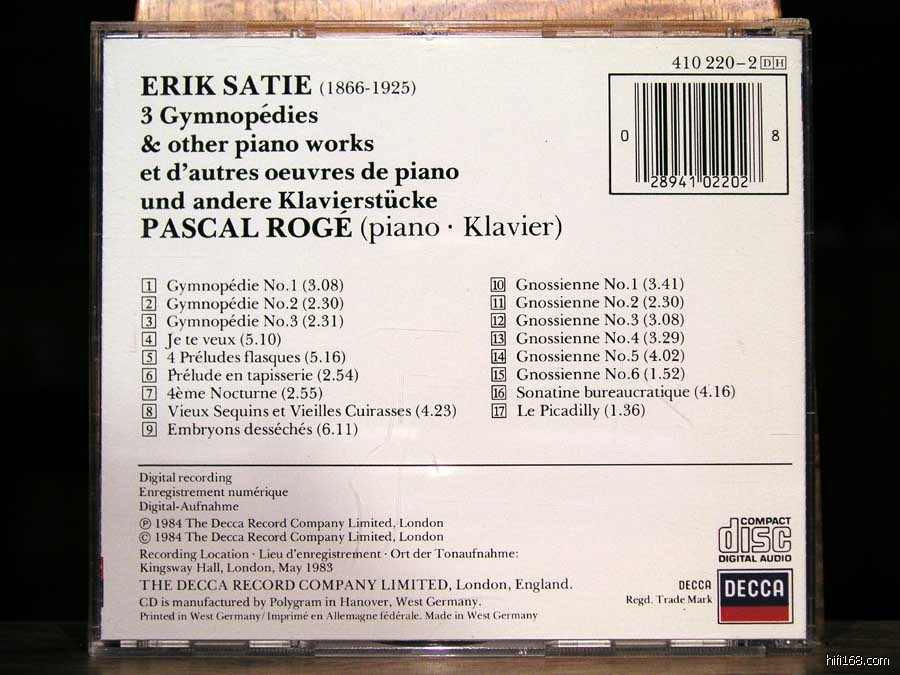 410 220-2 DH
ERIK SATIE (1866-1925)
3 Gymnopédies
& other piano works
et d'autres oeuvres de piano
und andere Klavierstücke
PASCAL ROGÉ (piano · Klavier)
0 28941 02202 8
1 Gymnopédie No.1 (3.08)
2 Gymnopédie No.2 (2.30)
3 Gymnopédie No.3 (2.31)
4 Je te veux (5.10)
5 4 Préludes flasques (5.16)
6 Prélude en tapisserie (2.54)
7 4ème Nocturne (2.55)
8 Vieux Sequins et Vieilles Cuirasses (4.23)
9 Embryons desséchés (6.11)
10 Gnossienne No.1 (3.41)
11 Gnossienne No.2 (2.30)
12 Gnossienne No.3 (3.08)
13 Gnossienne No.4 (3.29)
14 Gnossienne No.5 (4.02)
15 Gnossienne No.6 (1.52)
16 Sonatine bureaucratique (4.16)
17 Le Picadilly (1.36)
Digital recording
Enregistrement numérique
Digital-Aufnahme
℗ 1984 The Decca Record Company Limited, London
© 1984 The Decca Record Company Limited, London
Recording Location · Lieu d'enregistrement · Ort der Tonaufnahme:
Kingsway Hall, London, May 1983
THE DECCA RECORD COMPANY LIMITED, London, England.
CD is manufactured by Polygram in Hanover, West Germany.
Printed in West Germany/Imprimé en Allemagne fédérale. Made in West Germany
COMPACT
disc
DIGITAL AUDIO
DECCA
Regd. Trade Mark
DECCA
hifi168.com